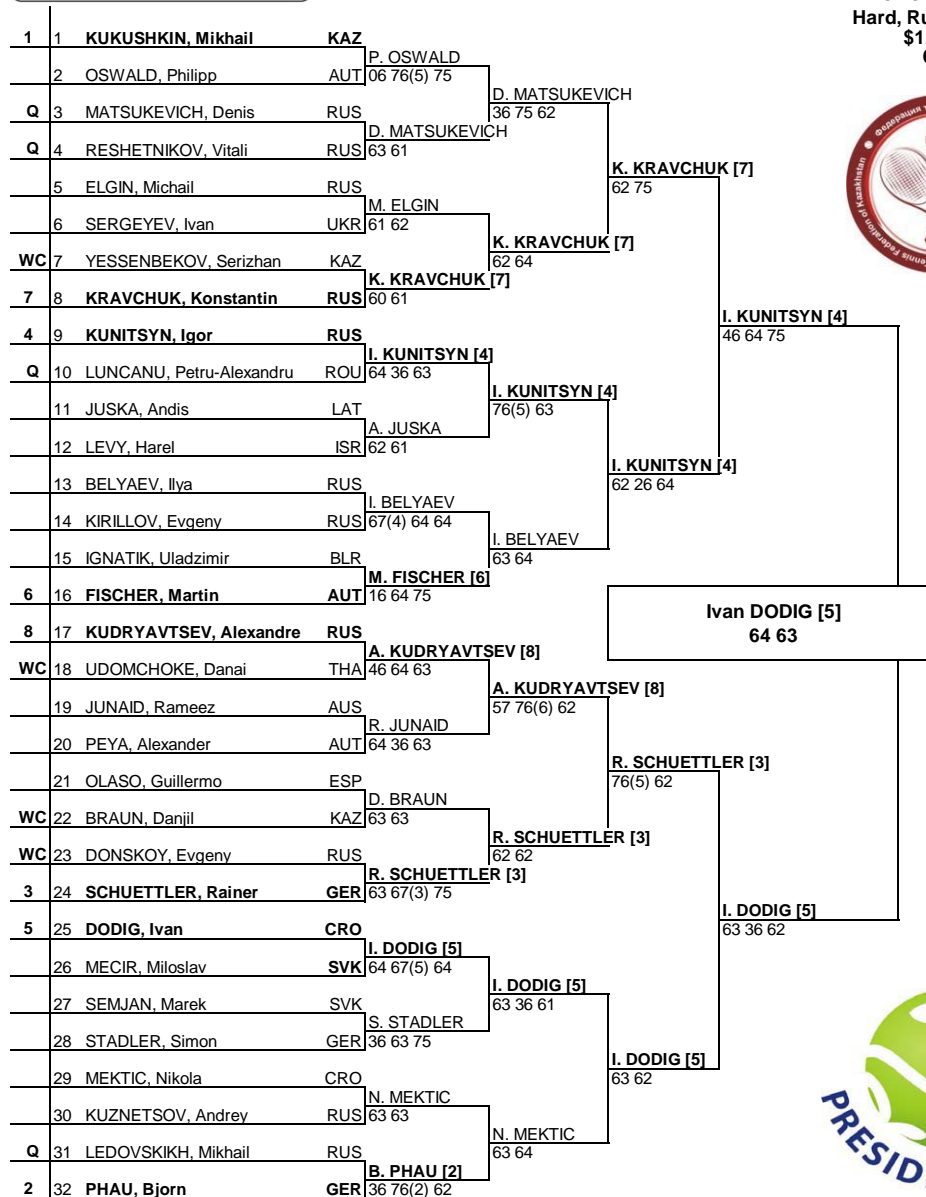 Hard, Ru
$1
1 1 KUKUSHKIN, Mikhail KAZ
P. OSWALD
2 OSWALD, Philipp AUT 06 76(5) 75
D. MATSUKEVICH
Q 3 MATSUKEVICH, Denis RUS 36 75 62
D. MATSUKEVICH
Q 4 RESHETNIKOV, Vitali RUS 63 61
K. KRAVCHUK [7]
5 ELGIN, Michail RUS 62 75
M. ELGIN
6 SERGEYEV, Ivan UKR 61 62
K. KRAVCHUK [7]
WC 7 YESSENBEKOV, Serizhan KAZ 62 64
K. KRAVCHUK [7]
7 8 KRAVCHUK, Konstantin RUS 60 61
I. KUNITSYN [4]
4 9 KUNITSYN, Igor RUS 46 64 75
I. KUNITSYN [4]
Q 10 LUNCANU, Petru-Alexandru ROU 64 36 63
I. KUNITSYN [4]
11 JUSKA, Andis LAT 76(5) 63
A. JUSKA
12 LEVY, Harel ISR 62 61
I. KUNITSYN [4]
13 BELYAEV, Ilya RUS 62 26 64
I. BELYAEV
14 KIRILLOV, Evgeny RUS 67(4) 64 64
I. BELYAEV
15 IGNATIK, Uladzimir BLR 63 64
M. FISCHER [6]
6 16 FISCHER, Martin AUT 16 64 75
Ivan DODIG [5]
64 63
8 17 KUDRYAVTSEV, Alexandre RUS
A. KUDRYAVTSEV [8]
WC 18 UDOMCHOKE, Danai THA 46 64 63
A. KUDRYAVTSEV [8]
19 JUNAID, Rameez AUS 57 76(6) 62
R. JUNAID
20 PEYA, Alexander AUT 64 36 63
R. SCHUETTLER [3]
21 OLASO, Guillermo ESP 76(5) 62
D. BRAUN
WC 22 BRAUN, Danjil KAZ 63 63
R. SCHUETTLER [3]
WC 23 DONSKOY, Evgeny RUS 62 62
R. SCHUETTLER [3]
3 24 SCHUETTLER, Rainer GER 63 67(3) 75
I. DODIG [5]
5 25 DODIG, Ivan CRO 63 36 62
I. DODIG [5]
26 MECIR, Miloslav SVK 64 67(5) 64
I. DODIG [5]
27 SEMJAN, Marek SVK 63 36 61
S. STADLER
28 STADLER, Simon GER 36 63 75
I. DODIG [5]
29 MEKTIC, Nikola CRO 63 62
N. MEKTIC
30 KUZNETSOV, Andrey RUS 63 63
N. MEKTIC
Q 31 LEDOVSKIKH, Mikhail RUS 63 64
B. PHAU [2]
2 32 PHAU, Bjorn GER 36 76(2) 62
Федерация
of Kazakhstan
PRESID